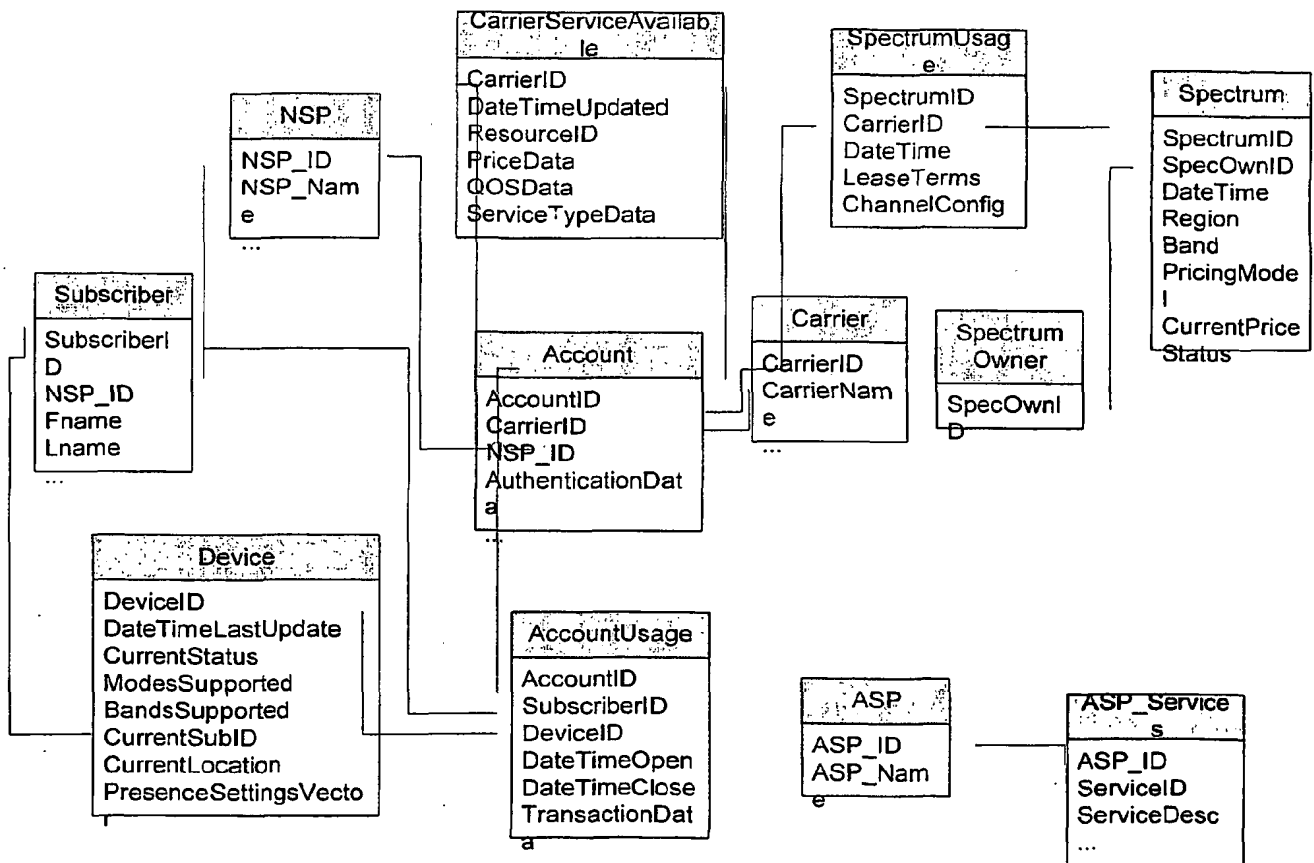 CarrierServiceAvailab
le
CarrierID
DateTimeUpdated
ResourceID
PriceData
QOSData
ServiceTypeData
SpectrumUsag
e
SpectrumID
CarrierID
DateTime
LeaseTerms
ChannelConfig
Spectrum
SpectrumID
SpecOwnID
DateTime
Region
Band
PricingMode
l
CurrentPrice
Status
NSP
NSP_ID
NSP_Nam
e
...
Subscriber
SubscriberI
D
NSP_ID
Fname
Lname
...
Account
AccountID
CarrierID
NSP_ID
AuthenticationDat
a
...
Carrier
CarrierID
CarrierNam
e
...
Spectrum
Owner
SpecOwnI
D
Device
DeviceID
DateTimeLastUpdate
CurrentStatus
ModesSupported
BandsSupported
CurrentSubID
CurrentLocation
PresenceSettingsVecto
r
AccountUsage
AccountID
SubscriberID
DeviceID
DateTimeOpen
DateTimeClose
TransactionDat
a
ASP
ASP_ID
ASP_Nam
e
ASP_Service
s
ASP_ID
ServiceID
ServiceDesc
...